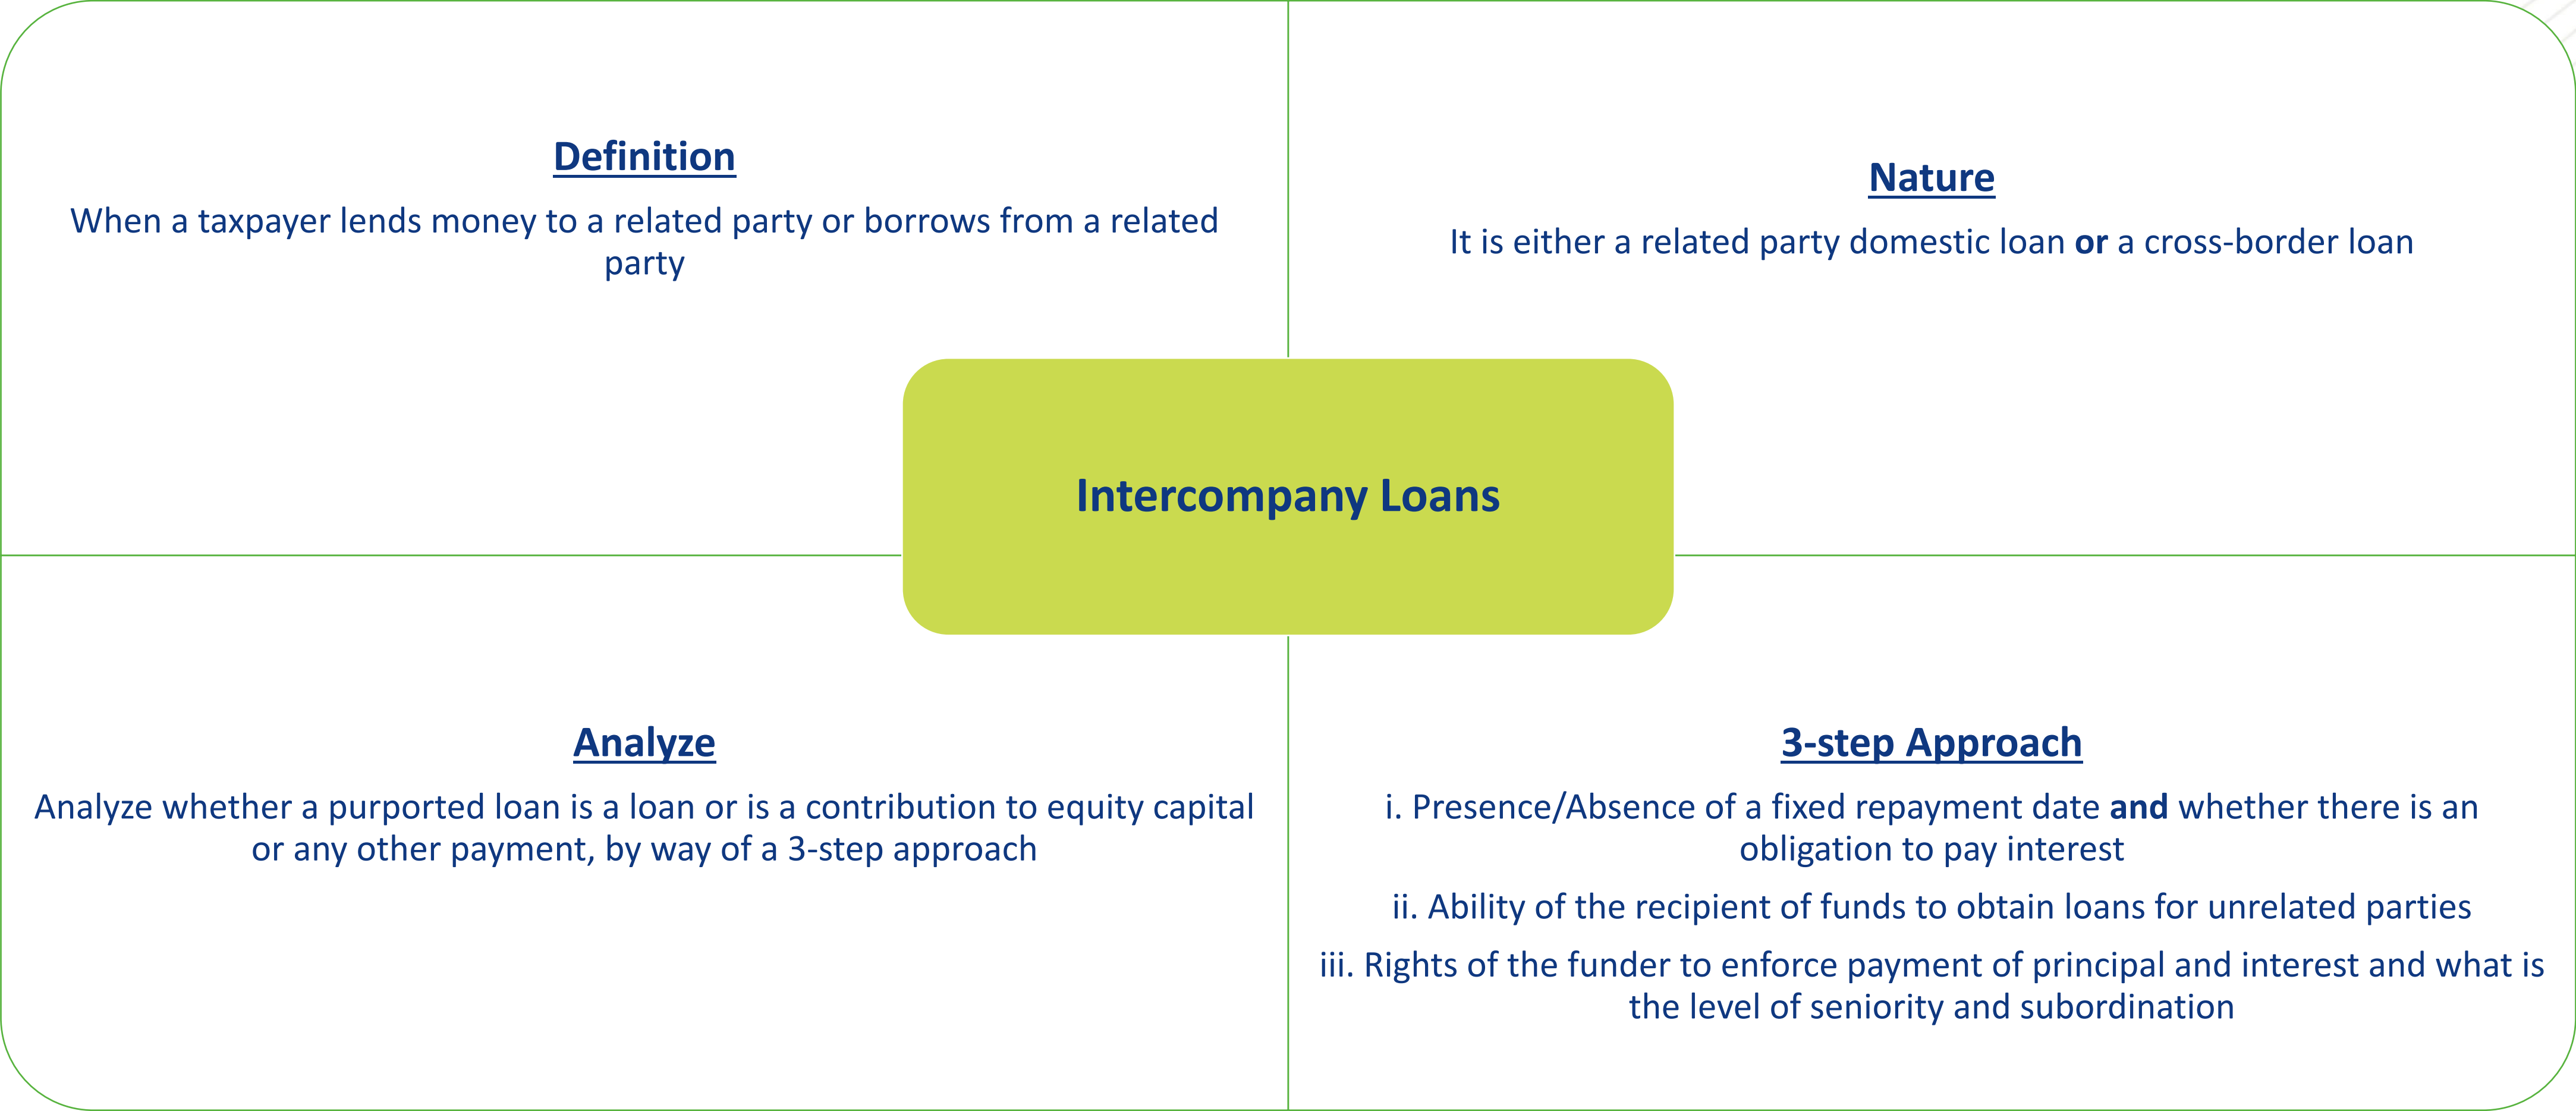 Definition
When a taxpayer lends money to a related party or borrows from a related
party
Nature
It is either a related party domestic loan or a cross-border loan
Intercompany Loans
Analyze
Analyze whether a purported loan is a loan or is a contribution to equity capital
or any other payment, by way of a 3-step approach
3-step Approach
i. Presence/Absence of a fixed repayment date and whether there is an
obligation to pay interest
ii. Ability of the recipient of funds to obtain loans for unrelated parties
iii. Rights of the funder to enforce payment of principal and interest and what is
the level of seniority and subordination